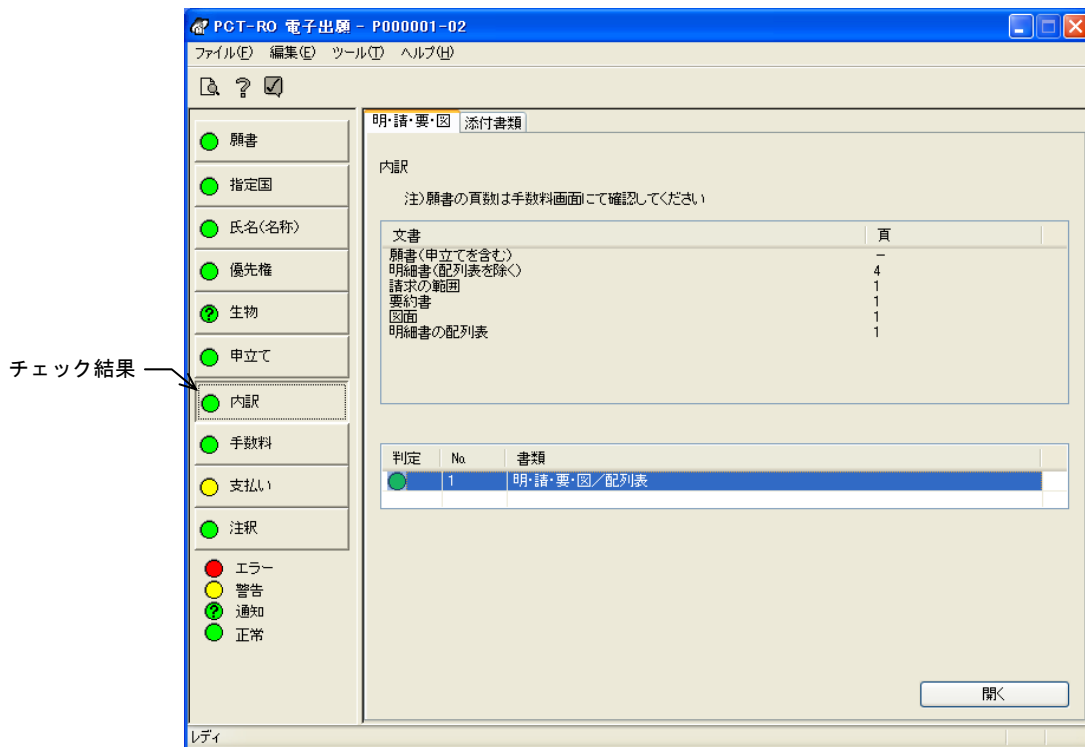 PCT-RO 電子出願 - P000001-02
ファイル(F) 編集(E) ツール(T) ヘルプ(H)
願書
指定国
氏名(名称)
優先権
生物
申立て
チェック結果
内訳
手数料
支払い
注釈
エラー
警告
通知
正常
明・請・要・図 添付書類
内訳
注)願書の頁数は手数料画面にて確認してください
文書 頁
願書(申立てを含む) −
明細書(配列表を除く) 4
請求の範囲 1
要約書 1
図面 1
明細書の配列表 1
判定 No. 書類
1 明・請・要・図/配列表
開く
レディ